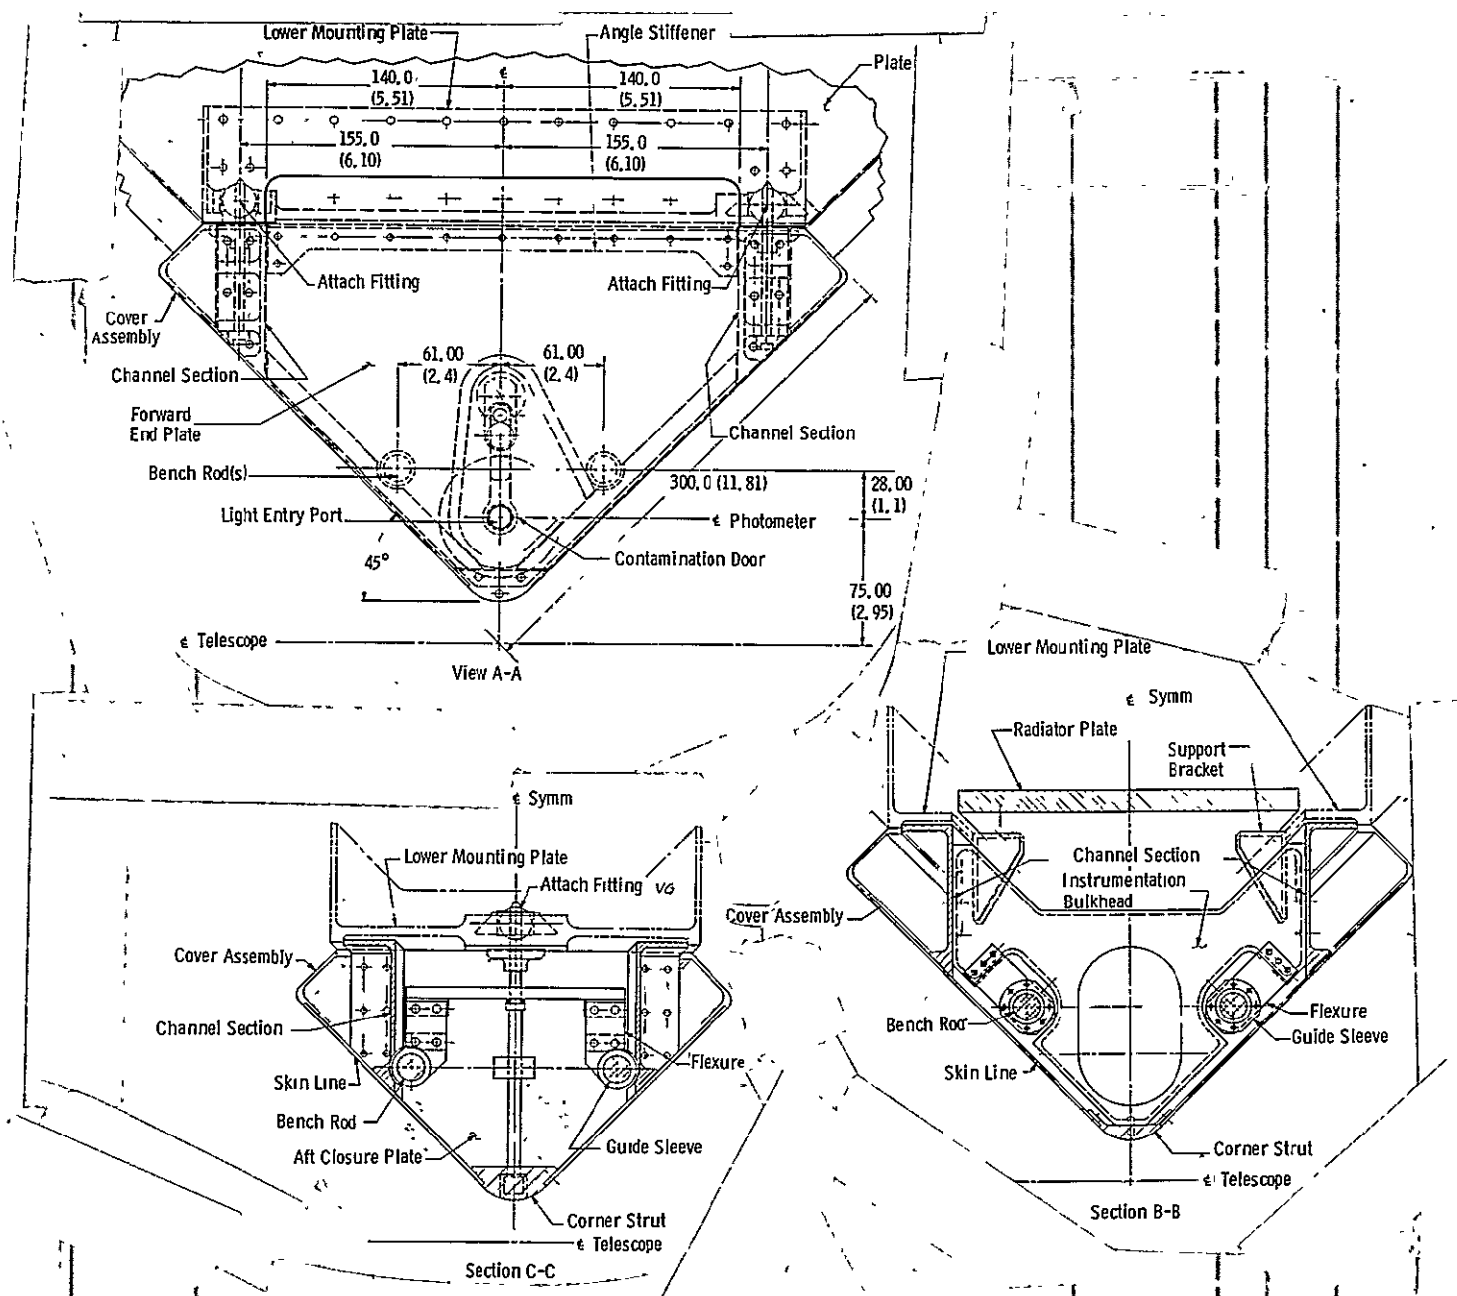 Lower Mounting Plate
Angle Stiffener
Plate
℄
140.0
(5.51)
140.0
(5.51)
155.0
(6.10)
155.0
(6.10)
Attach Fitting
Attach Fitting
Cover
Assembly
61.00
(2.4)
61.00
(2.4)
Channel Section
Forward
End Plate
Channel Section
Bench Rod(s)
300.0 (11.81)
28.00
(1.1)
Light Entry Port
℄ Photometer
45°
Contamination Door
75.00
(2.95)
℄ Telescope
View A-A
Lower Mounting Plate
℄ Symm
Radiator Plate
Support
Bracket
Channel Section
Instrumentation
Bulkhead
Cover Assembly
Bench Rod
Flexure
Guide Sleeve
Skin Line
Corner Strut
℄ Telescope
Section B-B
℄ Symm
Lower Mounting Plate
Attach Fitting VG
Cover Assembly
Channel Section
Flexure
Skin Line
Bench Rod
Guide Sleeve
Aft Closure Plate
Corner Strut
℄ Telescope
Section C-C